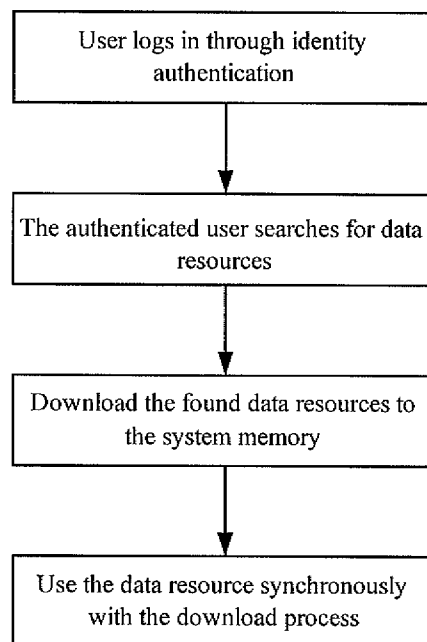 User logs in through identity
authentication
The authenticated user searches for data
resources
Download the found data resources to
the system memory
Use the data resource synchronously
with the download process